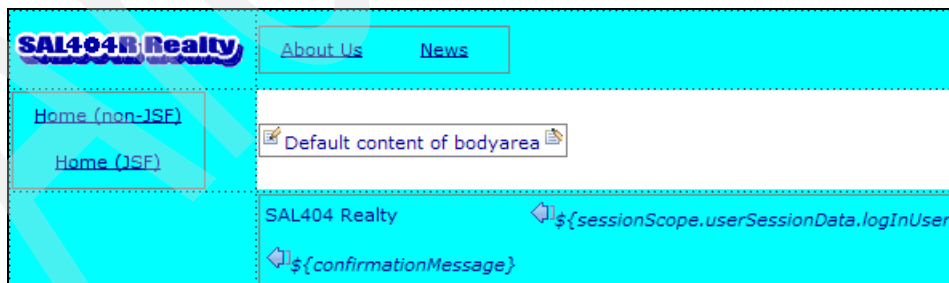 SAL404R Realty
About Us News
Home (non-JSF)
Home (JSF)
Default content of bodyarea
SAL404 Realty ${sessionScope.userSessionData.logInUser
${confirmationMessage}